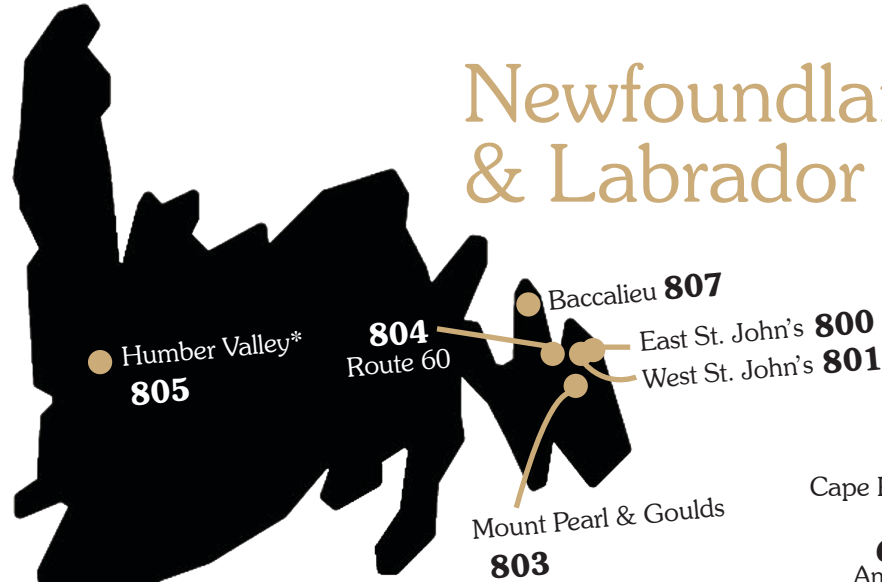 Newfoundla
& Labrador
Baccalieu 807
804
Route 60
East St. John's 800
West St. John's 801
Humber Valley*
805
Mount Pearl & Goulds
803
Cape